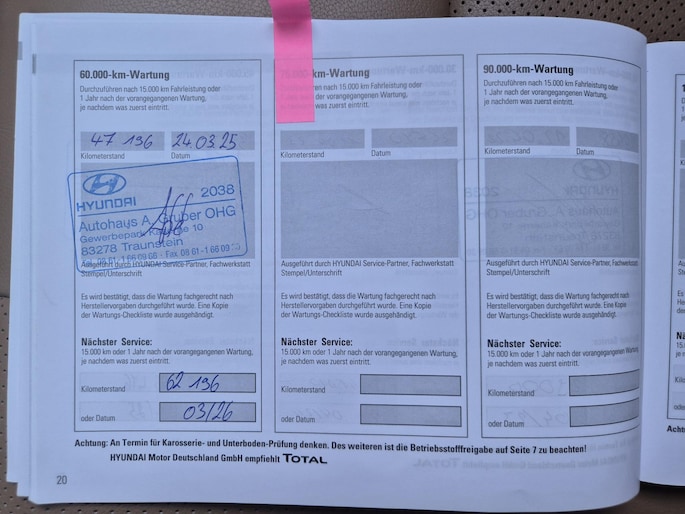 60.000-km-Wartung
Durchzuführen nach 15.000 km Fahrleistung oder
1 Jahr nach der vorangegangenen Wartung,
je nachdem was zuerst eintritt.
47 196 24.03.25
Kilometerstand Datum
HYUNDAI 2038
Autohaus A. Gruber OHG
Gewerbepark 10
83278 Traunstein
Ausgeführt durch HYUNDAI Service-Partner, Fachwerkstatt
Stempel/Unterschrift
Es wird bestätigt, dass die Wartung fachgerecht nach
Herstellervorgaben durchgeführt wurde. Eine Kopie
der Wartungs-Checkliste wurde ausgehändigt.
Nächster Service:
15.000 km oder 1 Jahr nach der vorangegangenen Wartung,
je nachdem was zuerst eintritt.
Kilometerstand 62 196
oder Datum 03/26
km-Wartung
Durchzuführen nach 15.000 km Fahrleistung oder
1 Jahr nach der vorangegangenen Wartung,
je nachdem was zuerst eintritt.
Kilometerstand Datum
Ausgeführt durch HYUNDAI Service-Partner, Fachwerkstatt
Stempel/Unterschrift
Es wird bestätigt, dass die Wartung fachgerecht nach
Herstellervorgaben durchgeführt wurde. Eine Kopie
der Wartungs-Checkliste wurde ausgehändigt.
Nächster Service:
15.000 km oder 1 Jahr nach der vorangegangenen Wartung,
je nachdem was zuerst eintritt.
Kilometerstand
oder Datum
90.000-km-Wartung
Durchzuführen nach 15.000 km Fahrleistung oder
1 Jahr nach der vorangegangenen Wartung,
je nachdem was zuerst eintritt.
Kilometerstand Datum
Ausgeführt durch HYUNDAI Service-Partner, Fachwerkstatt
Stempel/Unterschrift
Es wird bestätigt, dass die Wartung fachgerecht nach
Herstellervorgaben durchgeführt wurde. Eine Kopie
der Wartungs-Checkliste wurde ausgehändigt.
Nächster Service:
15.000 km oder 1 Jahr nach der vorangegangenen Wartung,
je nachdem was zuerst eintritt.
Kilometerstand
oder Datum
Achtung: An Termin für Karosserie- und Unterboden-Prüfung denken. Des weiteren ist die Betriebsstofffreigabe auf Seite 7 zu beachten!
HYUNDAI Motor Deutschland GmbH empfiehlt TOTAL
20